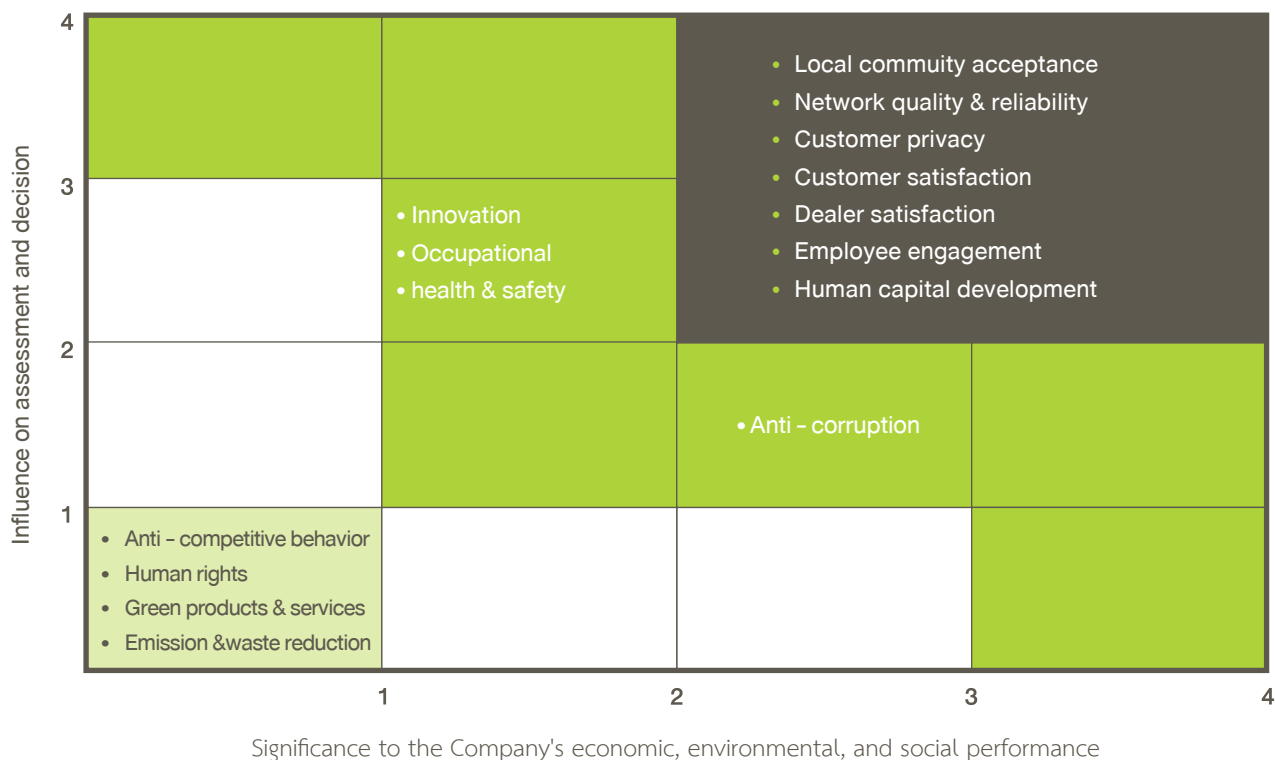 4
• Local commuity acceptance
• Network quality & reliability
• Customer privacy
• Customer satisfaction
• Dealer satisfaction
• Employee engagement
• Human capital development
3
• Innovation
• Occupational
• health & safety
Influence on assessment and decision
2
• Anti - corruption
1
• Anti - competitive behavior
• Human rights
• Green products & services
• Emission &waste reduction
1 2 3 4
Significance to the Company's economic, environmental, and social performance